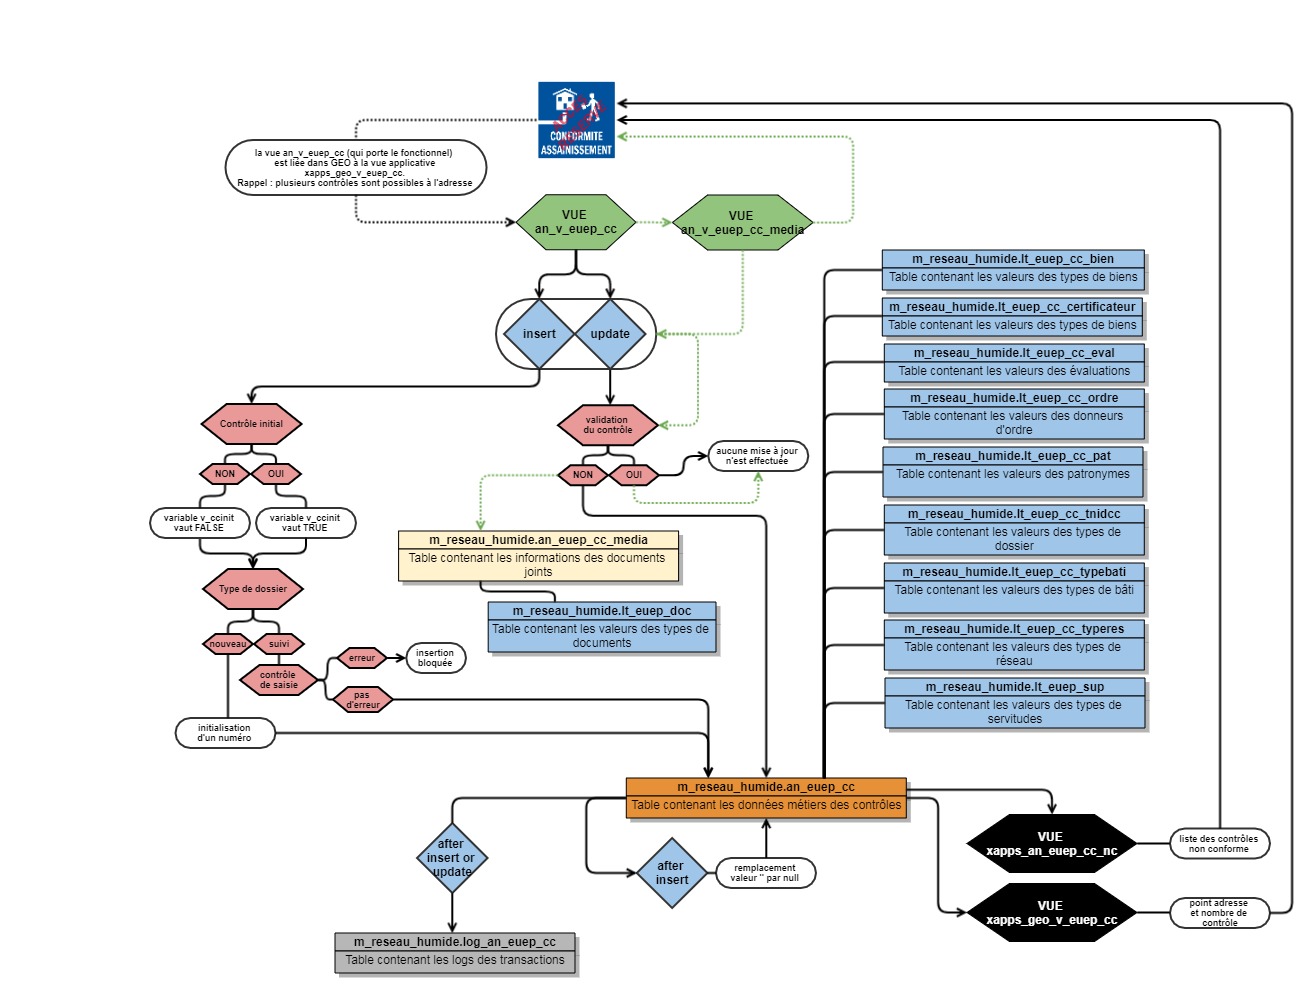 CONFORMITE
ASSAINISSEMENT
la vue an_v_euep_cc (qui porte le fonctionnel)
est liée dans GEO à la vue applicative
xapps_geo_v_euep_cc.
Rappel : plusieurs contrôles sont possibles à l'adresse
VUE
an_v_euep_cc
VUE
an_v_euep_cc_media
insert
update
m_reseau_humide.lt_euep_cc_bien
Table contenant les valeurs des types de biens
m_reseau_humide.lt_euep_cc_certificateur
Table contenant les valeurs des types de biens
m_reseau_humide.lt_euep_cc_eval
Table contenant les valeurs des évaluations
m_reseau_humide.lt_euep_cc_ordre
Table contenant les valeurs des donneurs
d'ordre
m_reseau_humide.lt_euep_cc_pat
Table contenant les valeurs des patronymes
m_reseau_humide.lt_euep_cc_tnidcc
Table contenant les valeurs des types de
dossier
m_reseau_humide.lt_euep_cc_typebati
Table contenant les valeurs des types de bâti
m_reseau_humide.lt_euep_cc_typeres
Table contenant les valeurs des types de
réseau
m_reseau_humide.lt_euep_sup
Table contenant les valeurs des types de
servitudes
Contrôle initial
NON
OUI
variable v_ccinit
vaut FALSE
variable v_ccinit
vaut TRUE
Type de dossier
nouveau
suivi
contrôle
de saisie
erreur
insertion
bloquée
pas
d'erreur
initialisation
d'un numéro
validation
du contrôle
NON
OUI
aucune mise à jour
n'est effectuée
m_reseau_humide.an_euep_cc_media
Table contenant les informations des documents
joints
m_reseau_humide.lt_euep_doc
Table contenant les valeurs des types de
documents
m_reseau_humide.an_euep_cc
Table contenant les données métiers des contrôles
after
insert or
update
after
insert
remplacement
valeur '' par null
VUE
xapps_an_euep_cc_nc
liste des contrôles
non conforme
VUE
xapps_geo_v_euep_cc
point adresse
et nombre de
contrôle
m_reseau_humide.log_an_euep_cc
Table contenant les logs des transactions